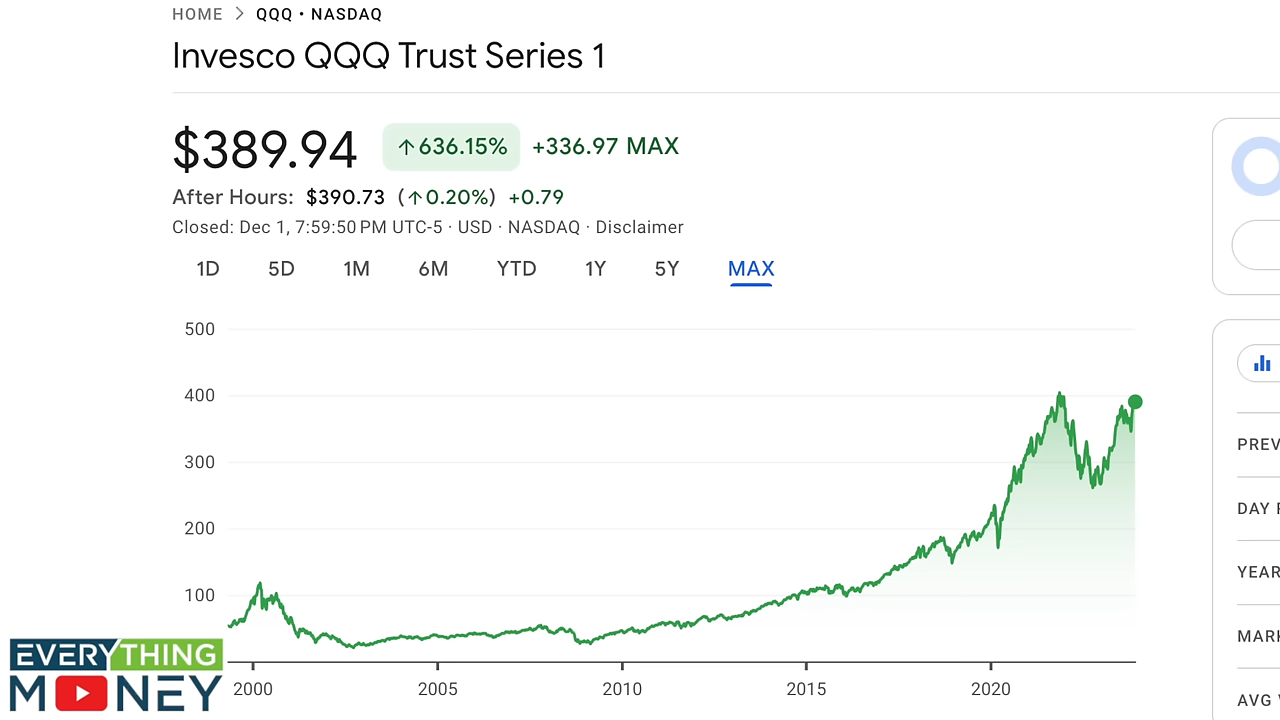 HOME > QQQ • NASDAQ
Invesco QQQ Trust Series 1
$389.94 ↑636.15% +336.97 MAX
After Hours: $390.73 (↑0.20%) +0.79
Closed: Dec 1, 7:59:50 PM UTC-5 · USD · NASDAQ · Disclaimer
1D 5D 1M 6M YTD 1Y 5Y MAX
500
400
300
200
100
2000 2005 2010 2015 2020
PREV
DAY
YEAR
MAR
AVG
EVERYTHING
MONEY